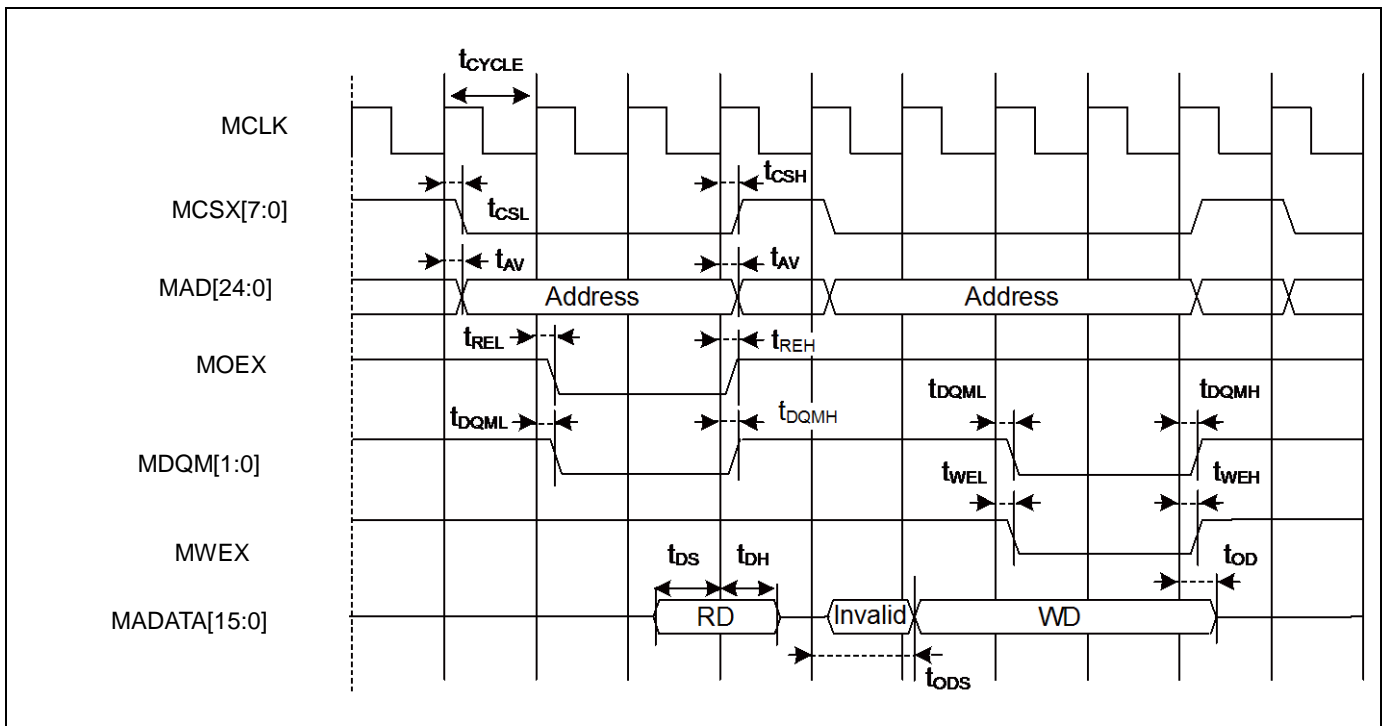 tCYCLE
MCLK
tCSH
MCSX[7:0]
tCSL
tAV
tAV
MAD[24:0]
Address
Address
tREL
tREH
MOEX
tDQML
tDQMH
tDQML
tDQMH
MDQM[1:0]
tWEL
tWEH
MWEX
tDS
tDH
tOD
MADATA[15:0]
RD
Invalid
WD
tODS